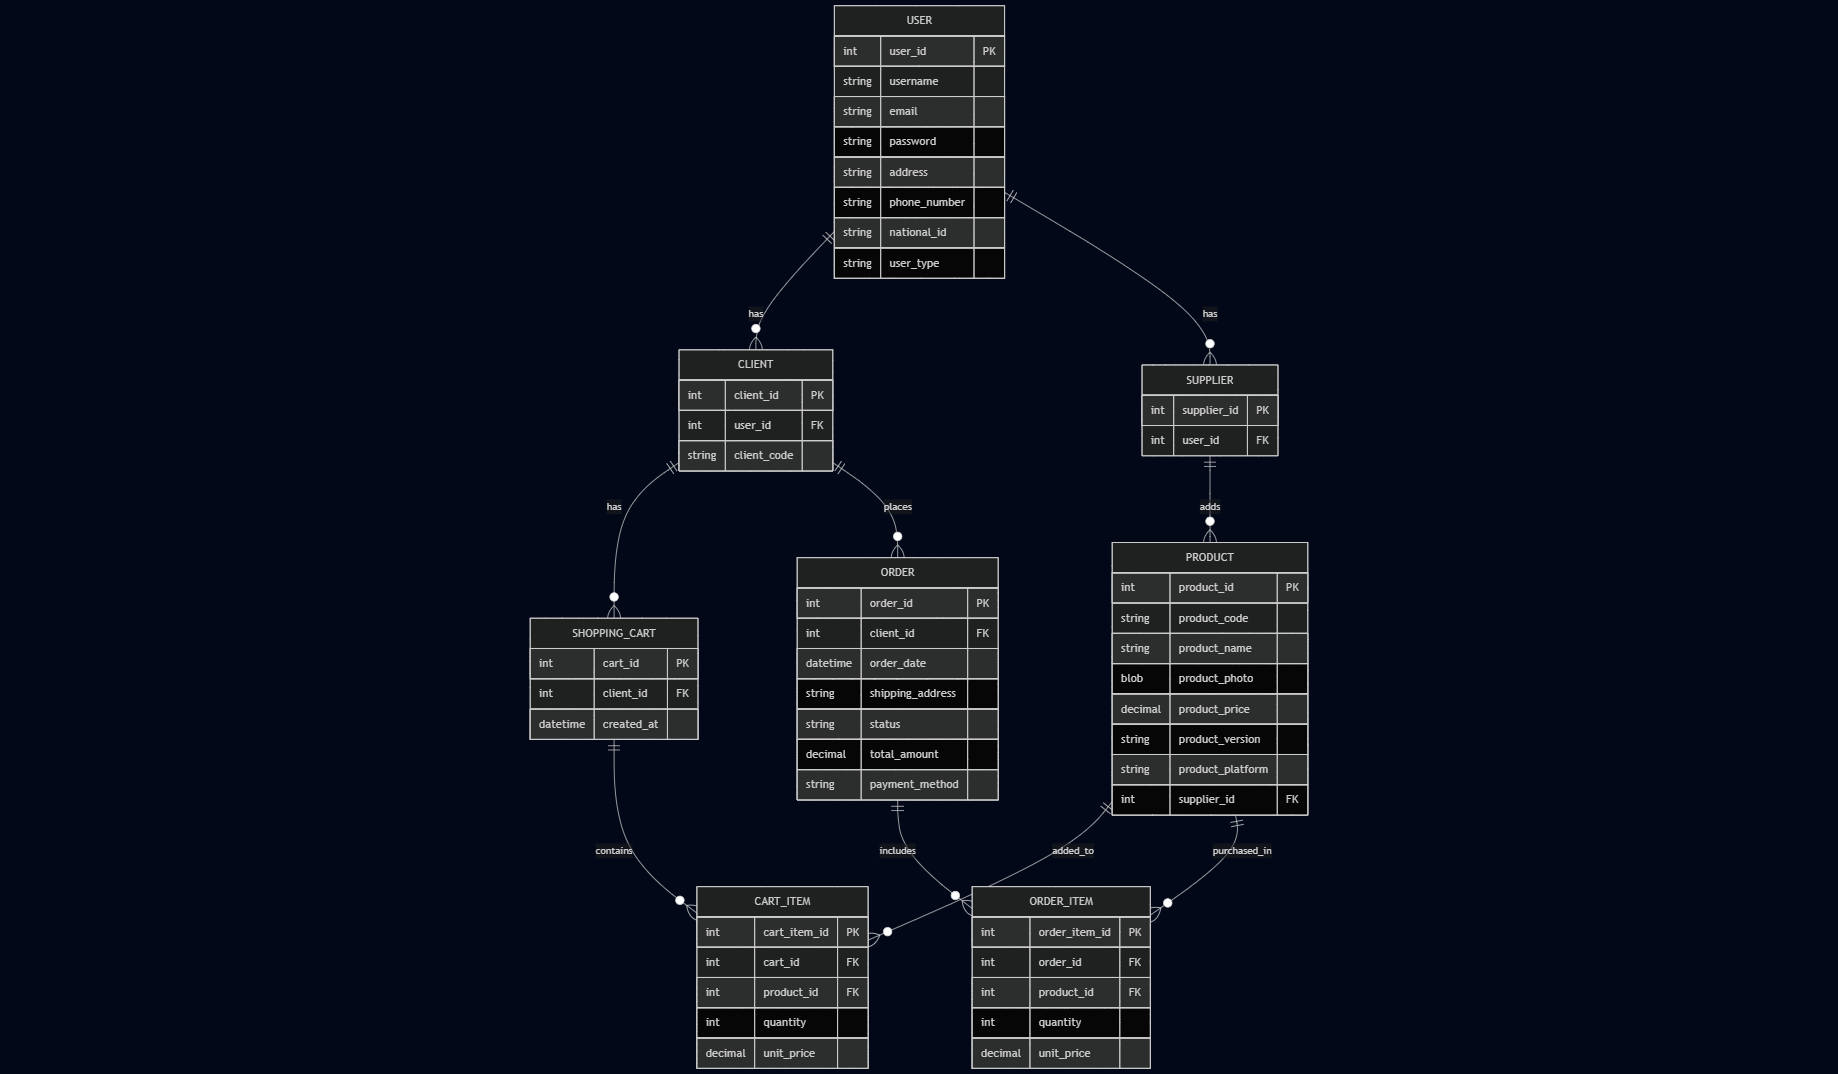 USER
int user_id PK
string username
string email
string password
string address
string phone_number
string national_id
string user_type
has
has
CLIENT
int client_id PK
int user_id FK
string client_code
SUPPLIER
int supplier_id PK
int user_id FK
has
places
adds
ORDER
int order_id PK
int client_id FK
datetime order_date
string shipping_address
string status
decimal total_amount
string payment_method
PRODUCT
int product_id PK
string product_code
string product_name
blob product_photo
decimal product_price
string product_version
string product_platform
int supplier_id FK
SHOPPING_CART
int cart_id PK
int client_id FK
datetime created_at
contains
includes
added_to
purchased_in
CART_ITEM
int cart_item_id PK
int cart_id FK
int product_id FK
int quantity
decimal unit_price
ORDER_ITEM
int order_item_id PK
int order_id FK
int product_id FK
int quantity
decimal unit_price